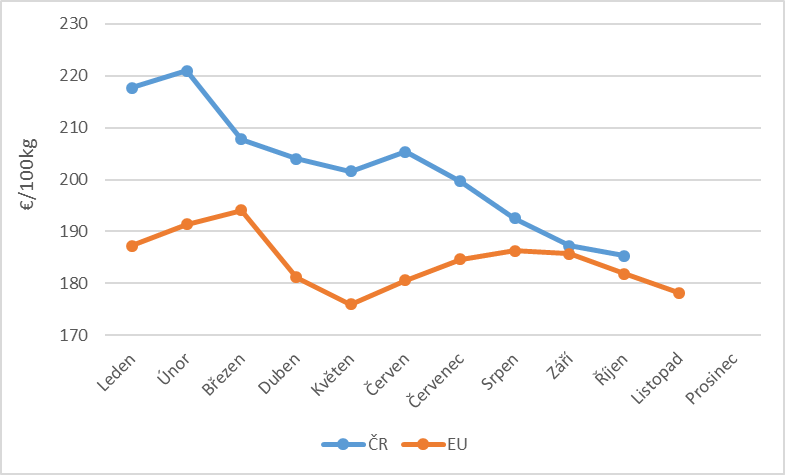 230
220
210
200
190
180
170
€/100kg
Leden
Únor
Březen
Duben
Květen
Červen
Červenec
Srpen
Září
Říjen
Listopad
Prosinec
ČR EU